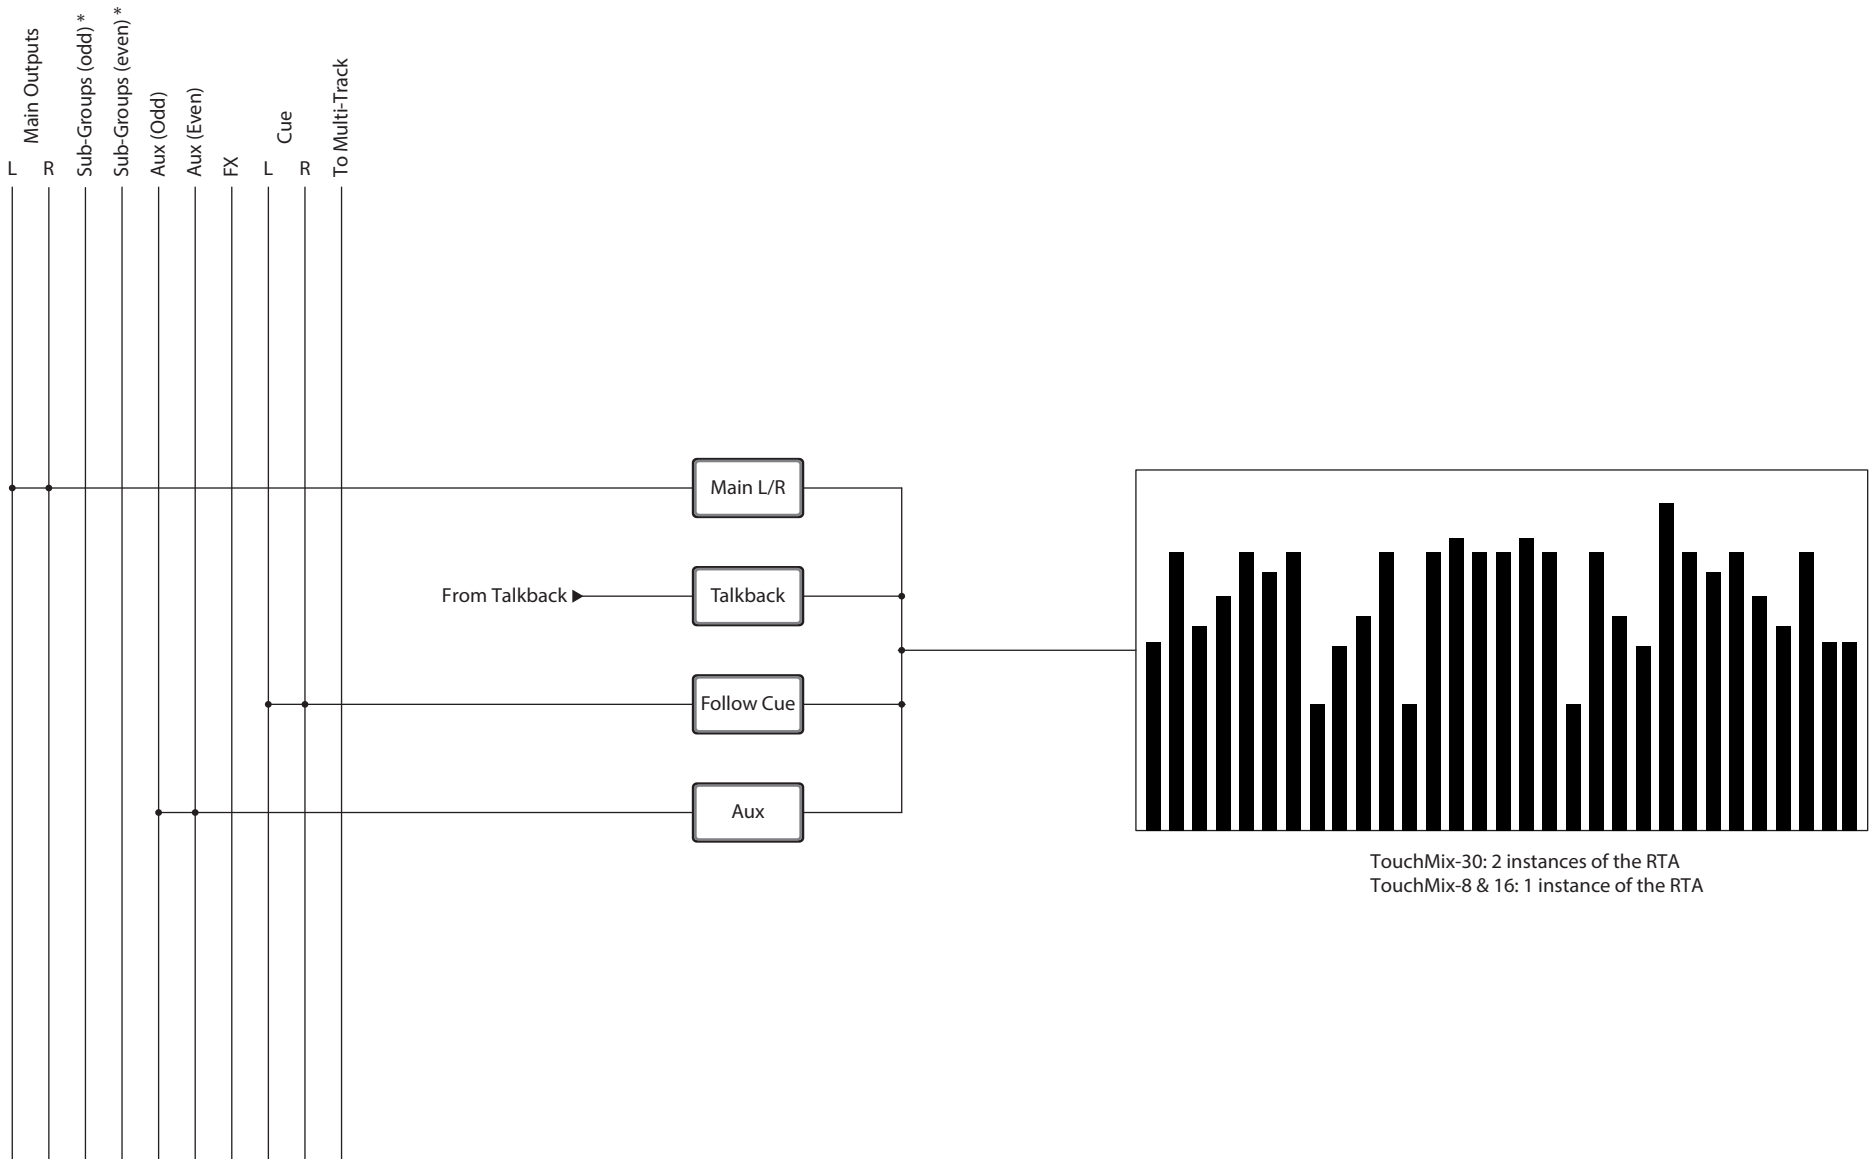 Main Outputs
L
R
Sub-Groups (odd) *
Sub-Groups (even) *
Aux (Odd)
Aux (Even)
FX
Cue
L
R
To Multi-Track
Main L/R
From Talkback
Talkback
Follow Cue
Aux
TouchMix-30: 2 instances of the RTA
TouchMix-8 & 16: 1 instance of the RTA